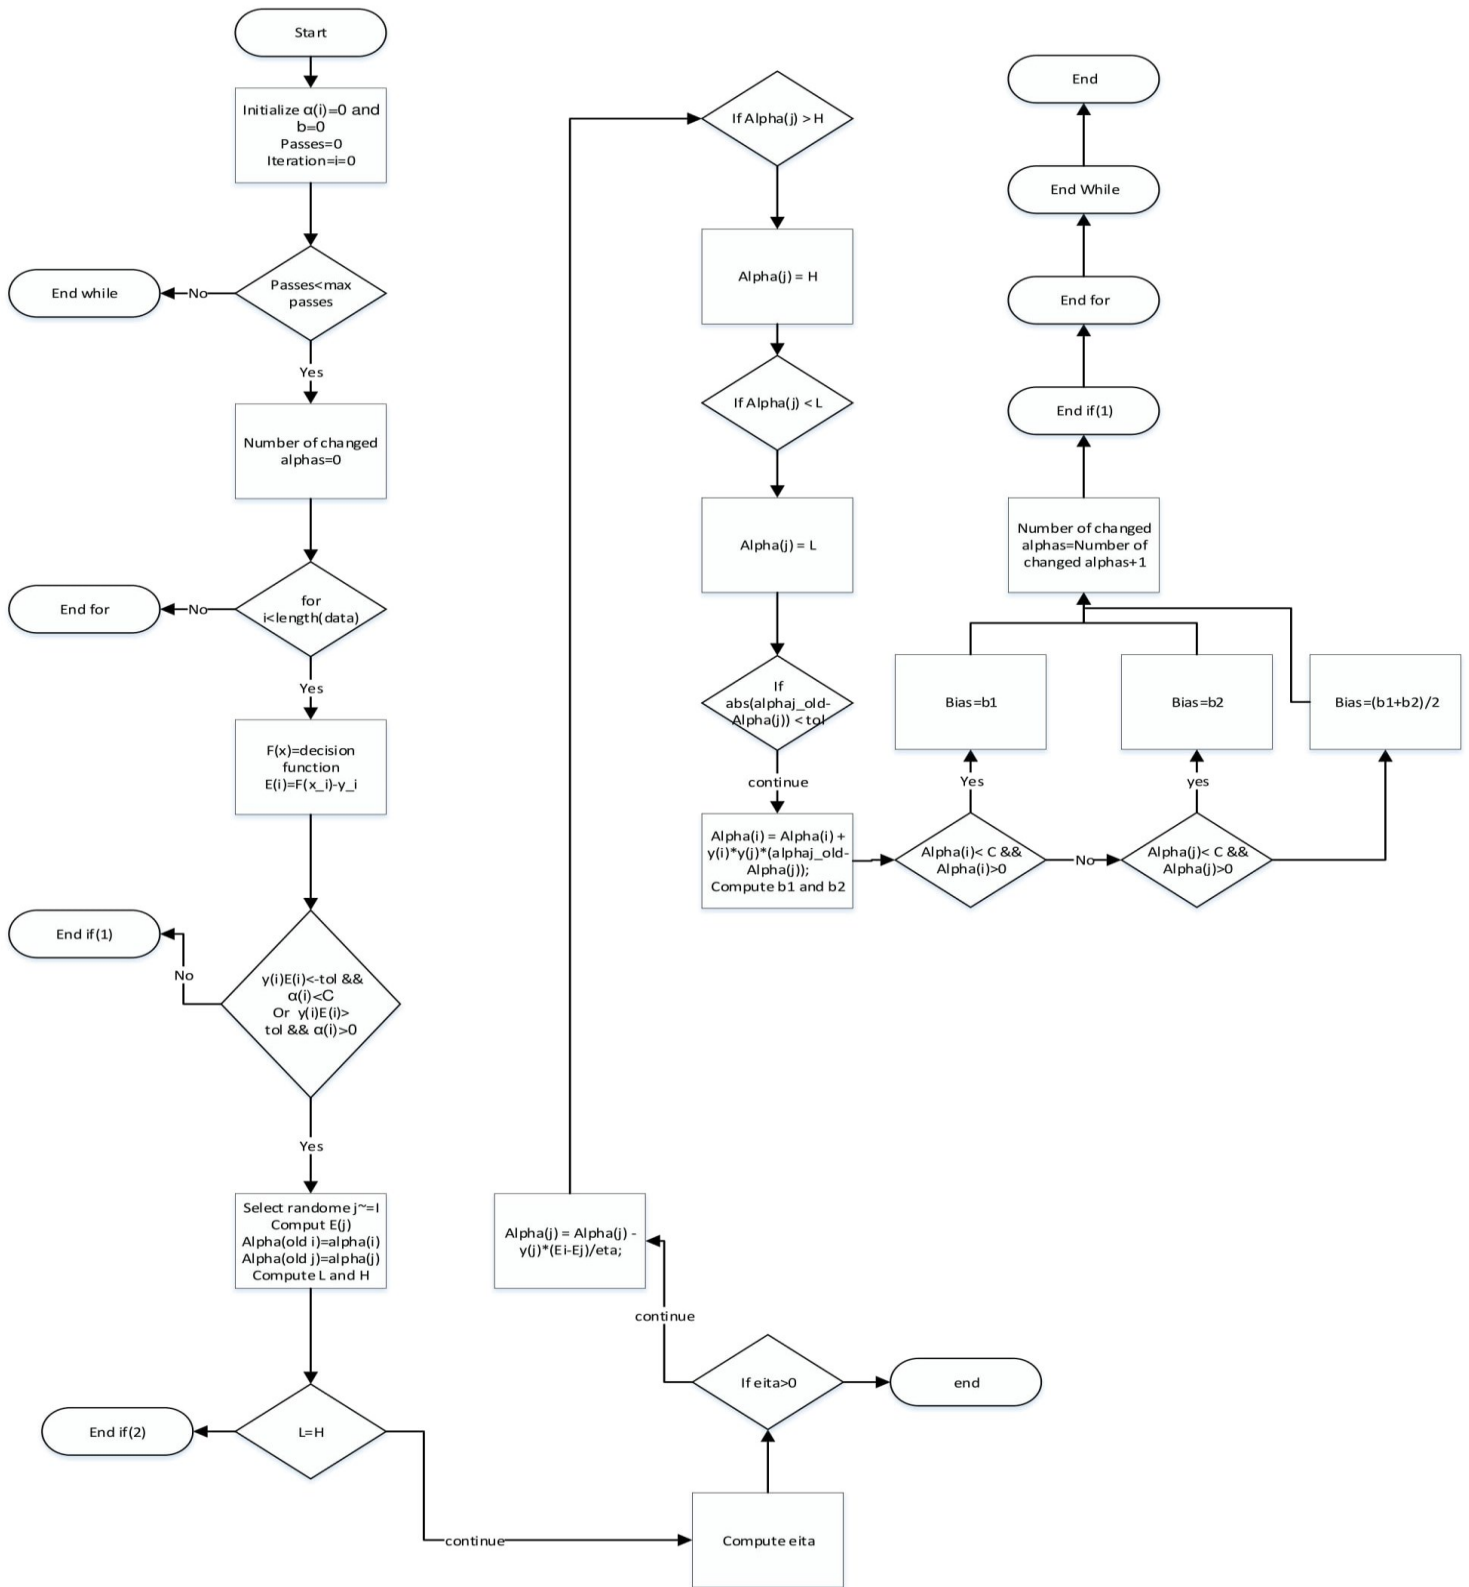 Start
Initialize α(i)=0 and
b=0
Passes=0
Iteration=i=0
Passes<max
passes
No
End while
Yes
Number of changed
alphas=0
for
i<length(data)
No
End for
Yes
F(x)=decision
function
E(i)=F(x_i)-y_i
y(i)E(i)<-tol &&
α(i)<C
Or y(i)E(i)>
tol && α(i)>0
No
End if(1)
Yes
Select randome j~=I
Comput E(j)
Alpha(old i)=alpha(i)
Alpha(old j)=alpha(j)
Compute L and H
L=H
End if(2)
continue
Compute eita
If eita>0
end
continue
Alpha(j) = Alpha(j) -
y(j)*(Ei-Ej)/eta;
If Alpha(j) > H
Alpha(j) = H
If Alpha(j) < L
Alpha(j) = L
If
abs(alphaj_old-
Alpha(j)) < tol
continue
Alpha(i) = Alpha(i) +
y(i)*y(j)*(alphaj_old-
Alpha(j));
Compute b1 and b2
Alpha(i)< C &&
Alpha(i)>0
Yes
Bias=b1
No
Alpha(j)< C &&
Alpha(j)>0
yes
Bias=b2
Bias=(b1+b2)/2
Number of changed
alphas=Number of
changed alphas+1
End if(1)
End for
End While
End